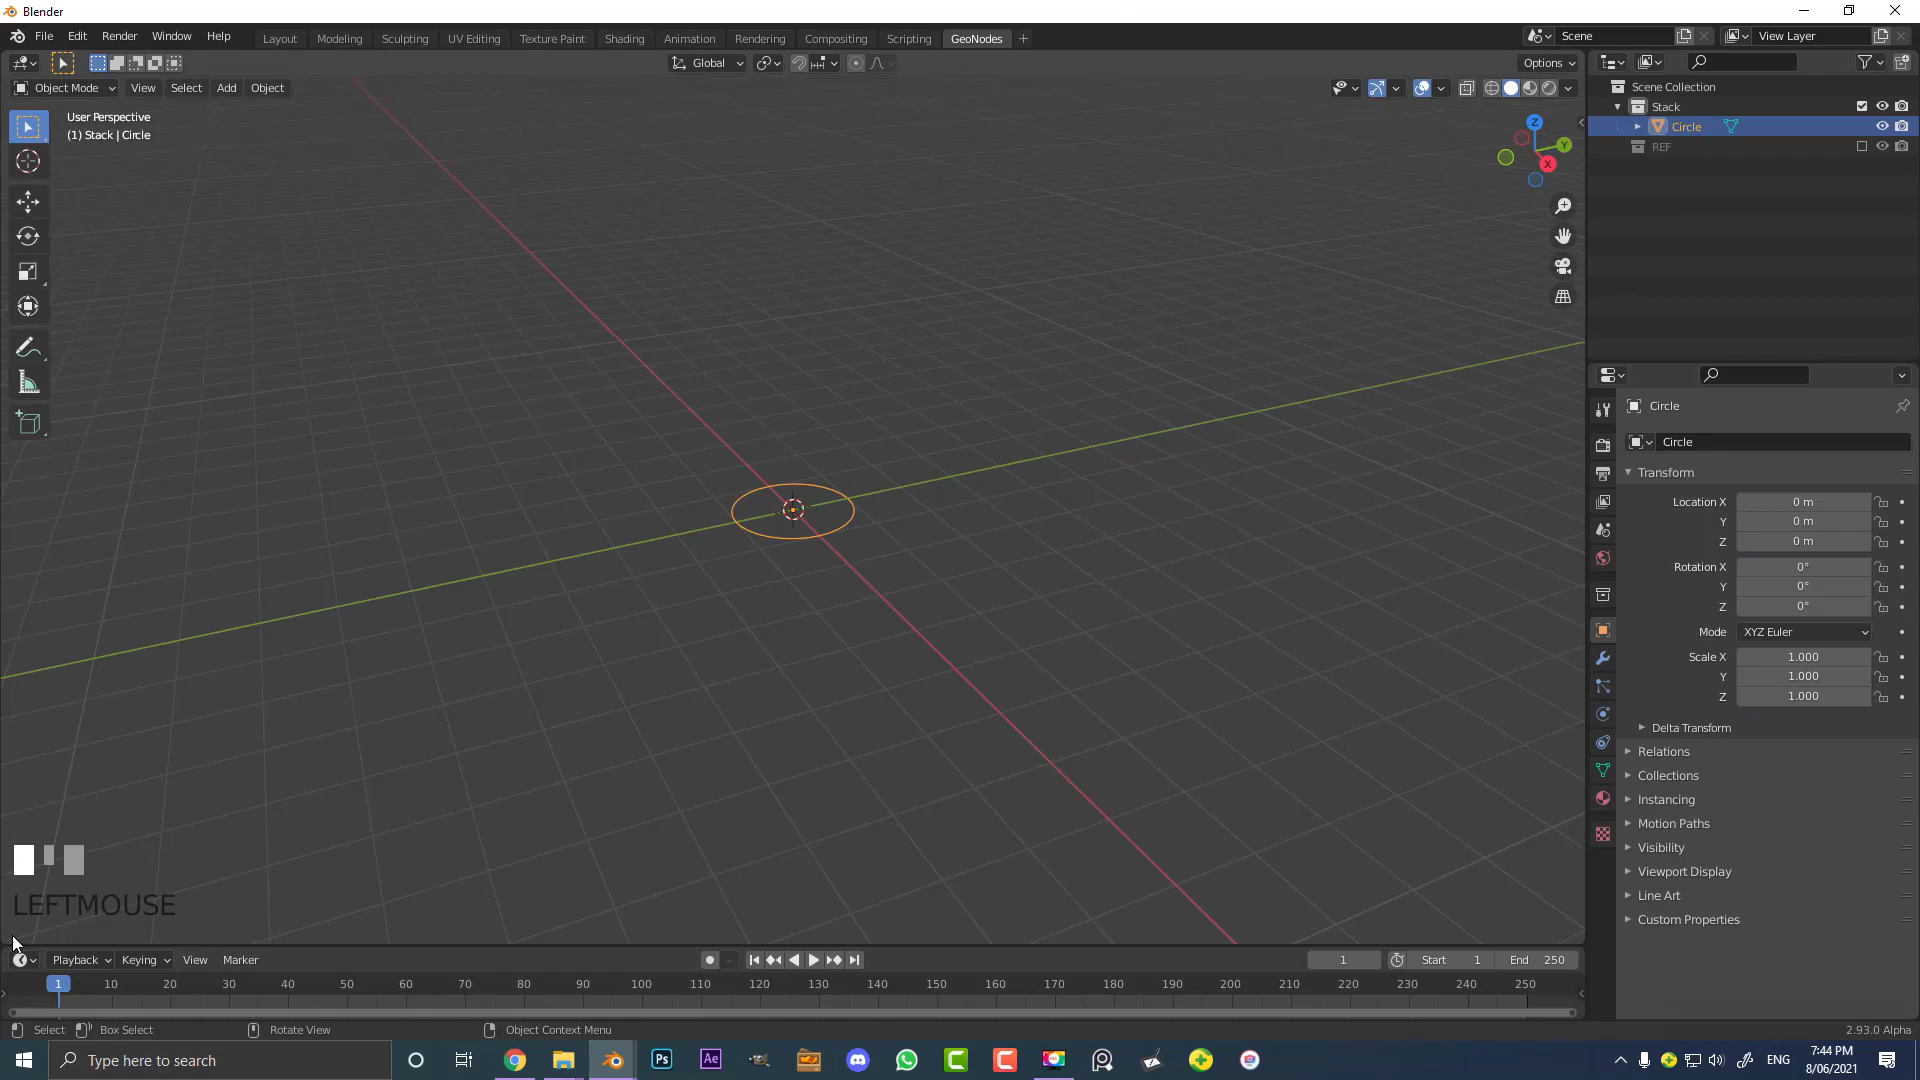 Blender
File Edit Render Window Help
Layout Modeling Sculpting UV Editing Texture Paint Shading Animation Rendering Compositing Scripting GeoNodes +
Scene
View Layer
Global
Options
Object Mode View Select Add Object
User Perspective
(1) Stack | Circle
Z
Y
X
Scene Collection
Stack
Circle
REF
Circle
Circle
Transform
Location X 0 m
Y 0 m
Z 0 m
Rotation X 0°
Y 0°
Z 0°
Mode XYZ Euler
Scale X 1.000
Y 1.000
Z 1.000
Delta Transform
Relations
Collections
Instancing
Motion Paths
Visibility
Viewport Display
Line Art
Custom Properties
LEFTMOUSE
Playback Keying View Marker
1 Start 1 End 250
1 10 20 30 40 50 60 70 80 90 100 110 120 130 140 150 160 170 180 190 200 210 220 230 240 250
Select Box Select Rotate View Object Context Menu
2.93.0 Alpha
Type here to search
Ps Ae
ENG
7:44 PM
8/06/2021